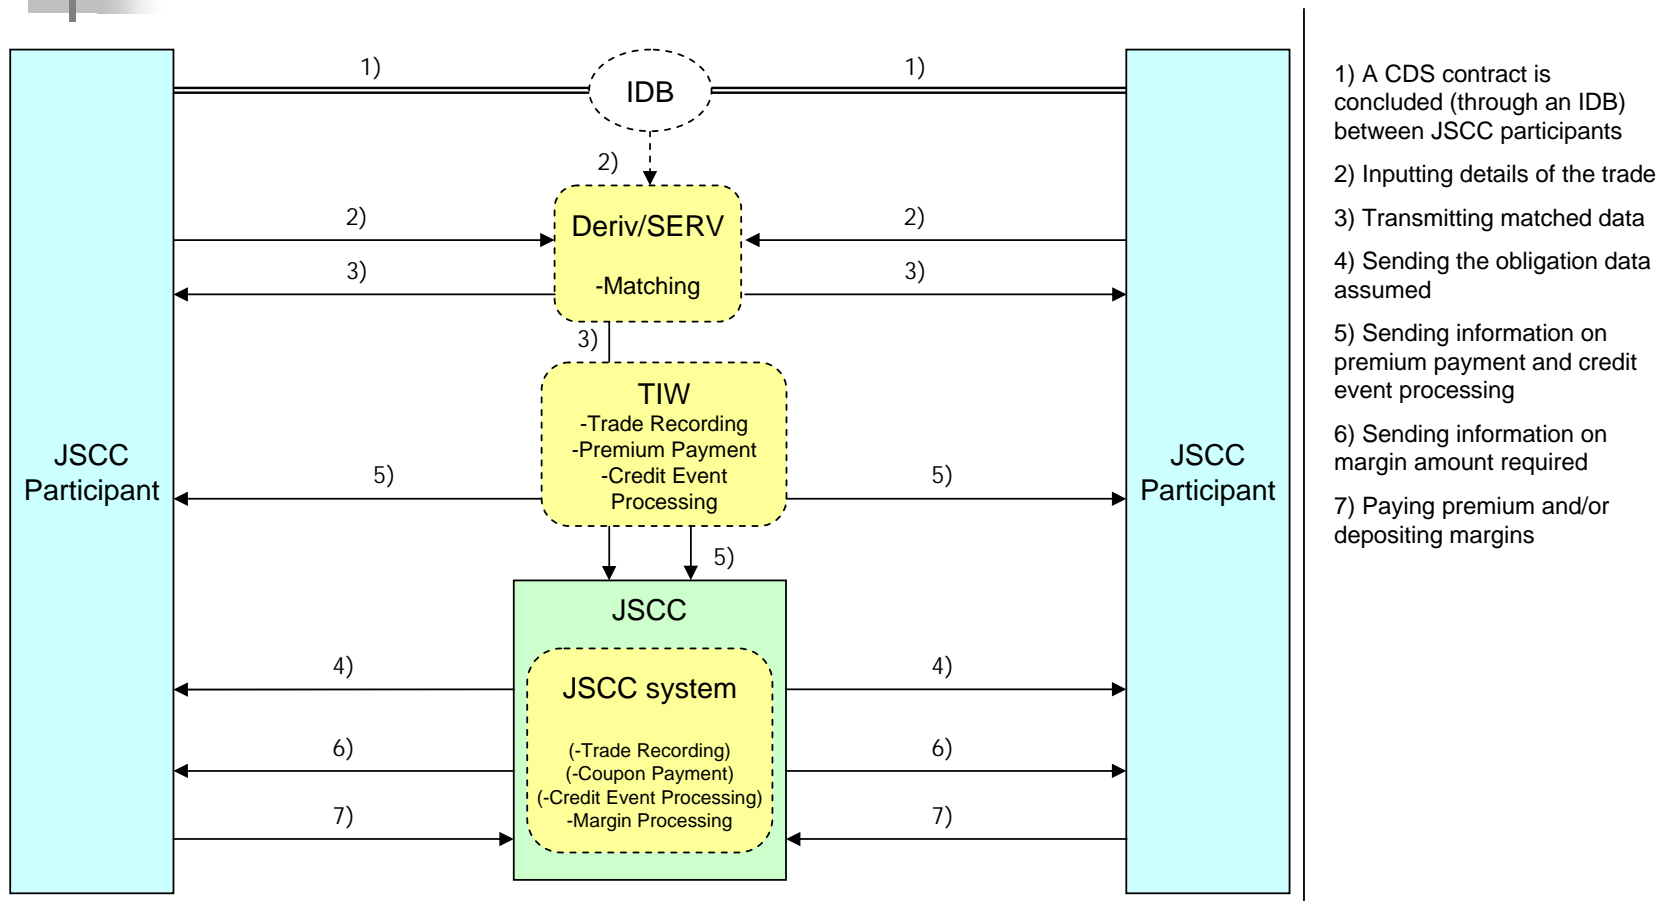 1)
1)
IDB
2)
Deriv/SERV
-Matching
2)
2)
3)
3)
3)
TIW
-Trade Recording
-Premium Payment
-Credit Event
Processing
JSCC
Participant
JSCC
Participant
5)
5)
5)
JSCC
4)
4)
JSCC system
(-Trade Recording)
(-Coupon Payment)
(-Credit Event Processing)
-Margin Processing
6)
6)
7)
7)
1) A CDS contract is
concluded (through an IDB)
between JSCC participants
2) Inputting details of the trade
3) Transmitting matched data
4) Sending the obligation data
assumed
5) Sending information on
premium payment and credit
event processing
6) Sending information on
margin amount required
7) Paying premium and/or
depositing margins